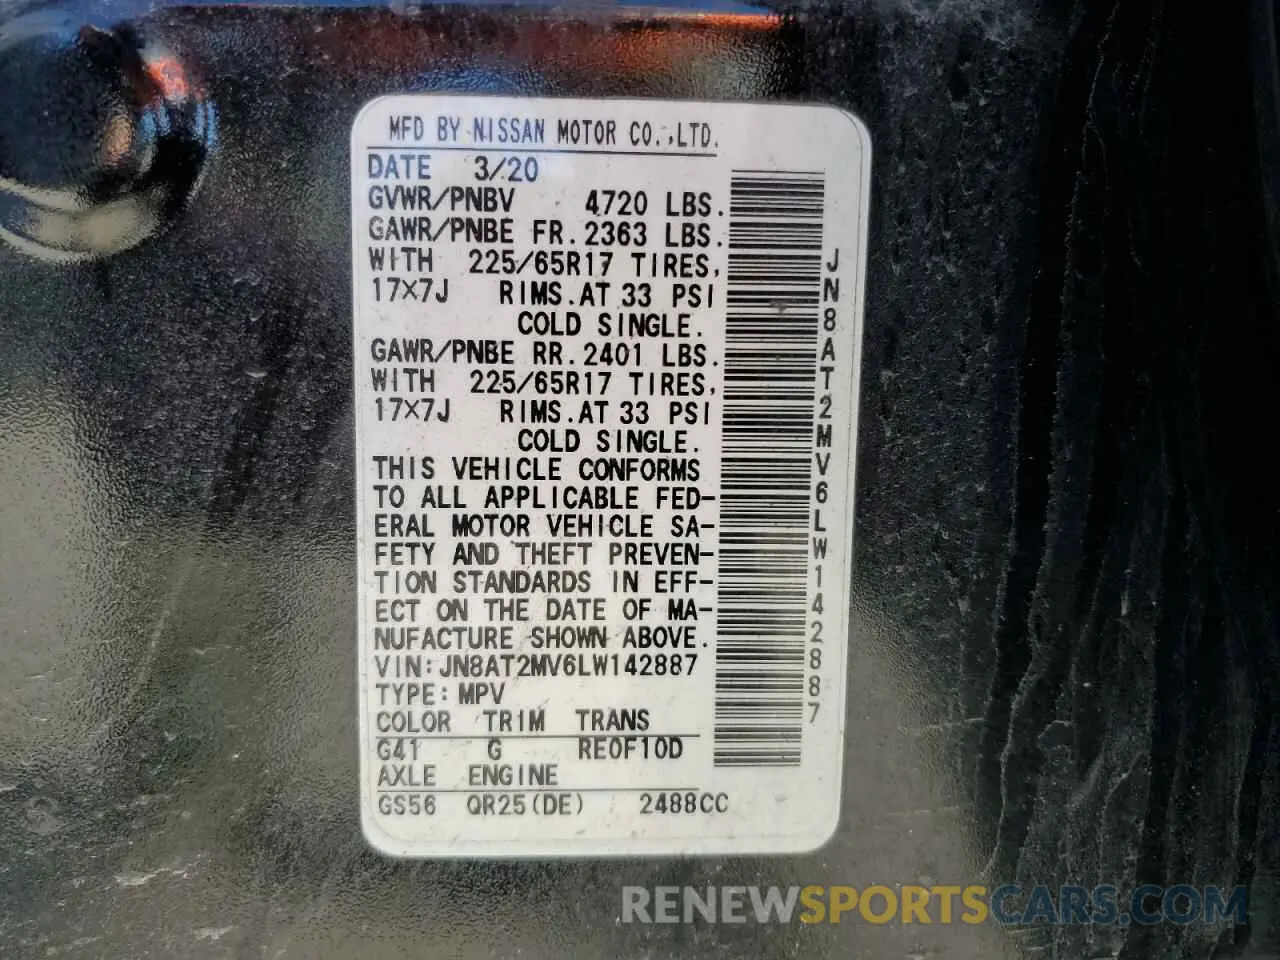 MFD BY NISSAN MOTOR CO.,LTD.
DATE 3/20
GVWR/PNBV 4720 LBS.
GAWR/PNBE FR.2363 LBS.
WITH 225/65R17 TIRES,
17×7J RIMS.AT 33 PSI
COLD SINGLE.
GAWR/PNBE RR.2401 LBS.
WITH 225/65R17 TIRES,
17×7J RIMS.AT 33 PSI
COLD SINGLE.
THIS VEHICLE CONFORMS
TO ALL APPLICABLE FED-
ERAL MOTOR VEHICLE SA-
FETY AND THEFT PREVEN-
TION STANDARDS IN EFF-
ECT ON THE DATE OF MA-
NUFACTURE SHOWN ABOVE.
VIN:JN8AT2MV6LW142887
TYPE:MPV
COLOR TRIM TRANS
G41 G RE0F10D
AXLE ENGINE
GS56 QR25(DE) 2488CC
JN8AT2MV6LW142887
RENEWSPORTSCARS.COM